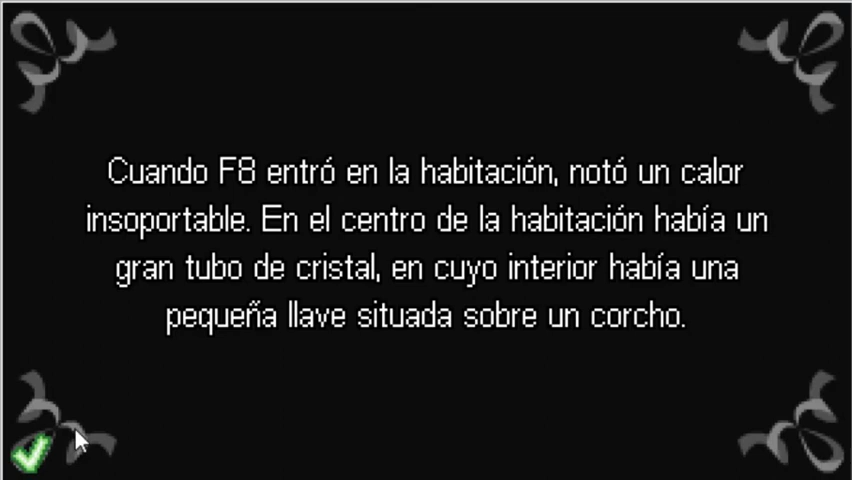 Cuando F8 entró en la habitación, notó un calor
insoportable. En el centro de la habitación había un
gran tubo de cristal, en cuyo interior había una
pequeña llave situada sobre un corcho.